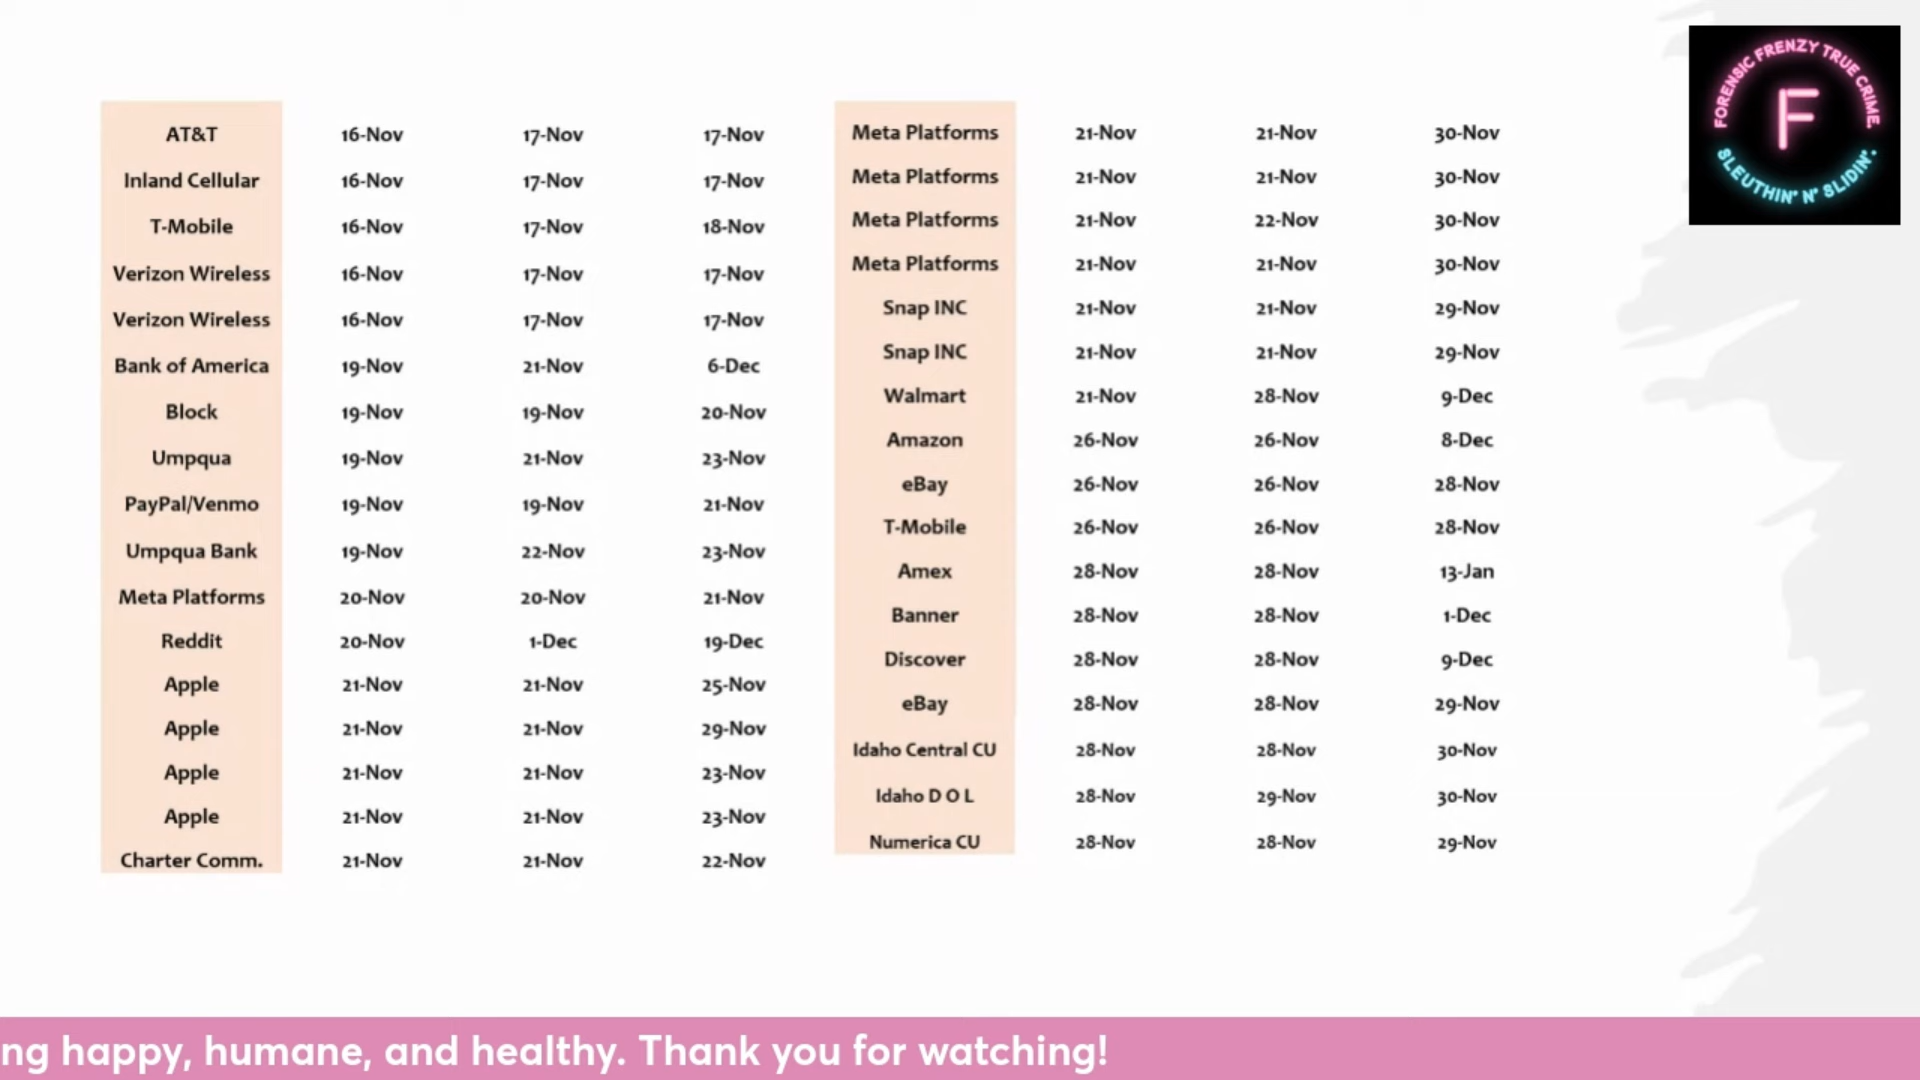 AT&T 16-Nov 17-Nov 17-Nov
Inland Cellular 16-Nov 17-Nov 17-Nov
T-Mobile 16-Nov 17-Nov 18-Nov
Verizon Wireless 16-Nov 17-Nov 17-Nov
Verizon Wireless 16-Nov 17-Nov 17-Nov
Bank of America 19-Nov 21-Nov 6-Dec
Block 19-Nov 19-Nov 20-Nov
Umpqua 19-Nov 21-Nov 23-Nov
PayPal/Venmo 19-Nov 19-Nov 21-Nov
Umpqua Bank 19-Nov 22-Nov 23-Nov
Meta Platforms 20-Nov 20-Nov 21-Nov
Reddit 20-Nov 1-Dec 19-Dec
Apple 21-Nov 21-Nov 25-Nov
Apple 21-Nov 21-Nov 29-Nov
Apple 21-Nov 21-Nov 23-Nov
Apple 21-Nov 21-Nov 23-Nov
Charter Comm. 21-Nov 21-Nov 22-Nov
Meta Platforms 21-Nov 21-Nov 30-Nov
Meta Platforms 21-Nov 21-Nov 30-Nov
Meta Platforms 21-Nov 22-Nov 30-Nov
Meta Platforms 21-Nov 21-Nov 30-Nov
Snap INC 21-Nov 21-Nov 29-Nov
Snap INC 21-Nov 21-Nov 29-Nov
Walmart 21-Nov 28-Nov 9-Dec
Amazon 26-Nov 26-Nov 8-Dec
eBay 26-Nov 26-Nov 28-Nov
T-Mobile 26-Nov 26-Nov 28-Nov
Amex 28-Nov 28-Nov 13-Jan
Banner 28-Nov 28-Nov 1-Dec
Discover 28-Nov 28-Nov 9-Dec
eBay 28-Nov 28-Nov 29-Nov
Idaho Central CU 28-Nov 28-Nov 30-Nov
Idaho D O L 28-Nov 29-Nov 30-Nov
Numerica CU 28-Nov 28-Nov 29-Nov
FORENSIC FRENZY TRUE CRIME.
F
SLEUTHIN' N' SLIDIN'.
ng happy, humane, and healthy. Thank you for watching!